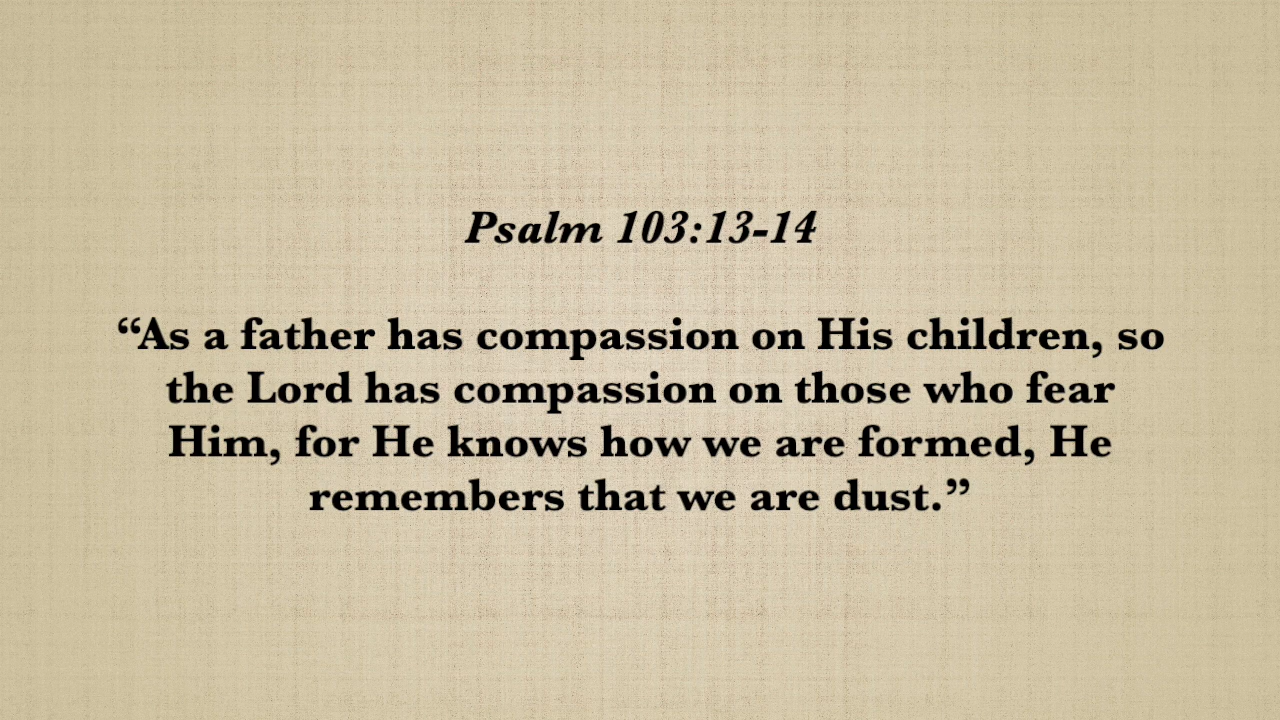 Psalm 103:13-14
“As a father has compassion on His children, so
the Lord has compassion on those who fear
Him, for He knows how we are formed, He
remembers that we are dust.”